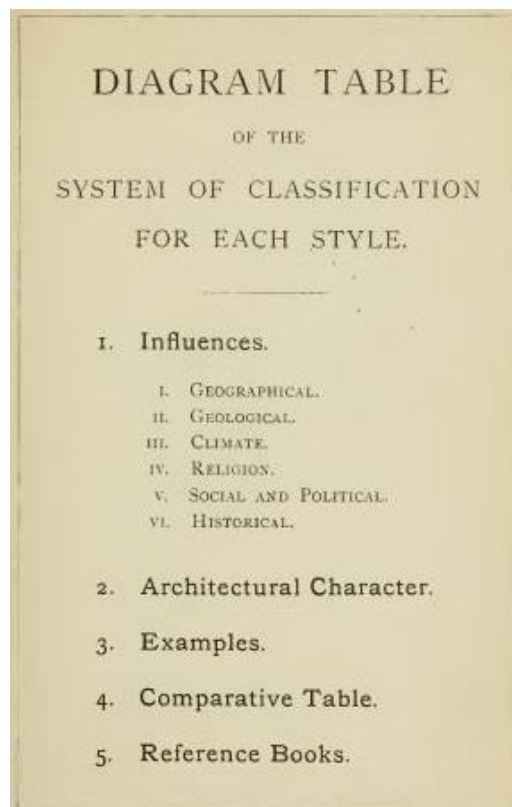 DIAGRAM TABLE
OF THE
SYSTEM OF CLASSIFICATION
FOR EACH STYLE.
1. Influences.
I. GEOGRAPHICAL.
II. GEOLOGICAL.
III. CLIMATE.
IV. RELIGION.
V. SOCIAL AND POLITICAL.
VI. HISTORICAL.
2. Architectural Character.
3. Examples.
4. Comparative Table.
5. Reference Books.